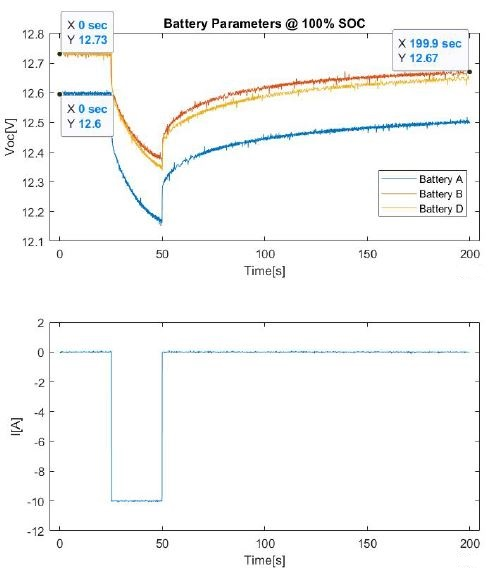 Battery Parameters @ 100% SOC
12.8
12.7
12.6
12.5
12.4
12.3
12.2
12.1
Voc[V]
X 0 sec
Y 12.73
X 0 sec
Y 12.6
X 199.9 sec
Y 12.67
Battery A
Battery B
Battery D
0
50
100
150
200
Time[s]
2
0
-2
-4
-6
-8
-10
-12
I[A]
0
50
100
150
200
Time[s]